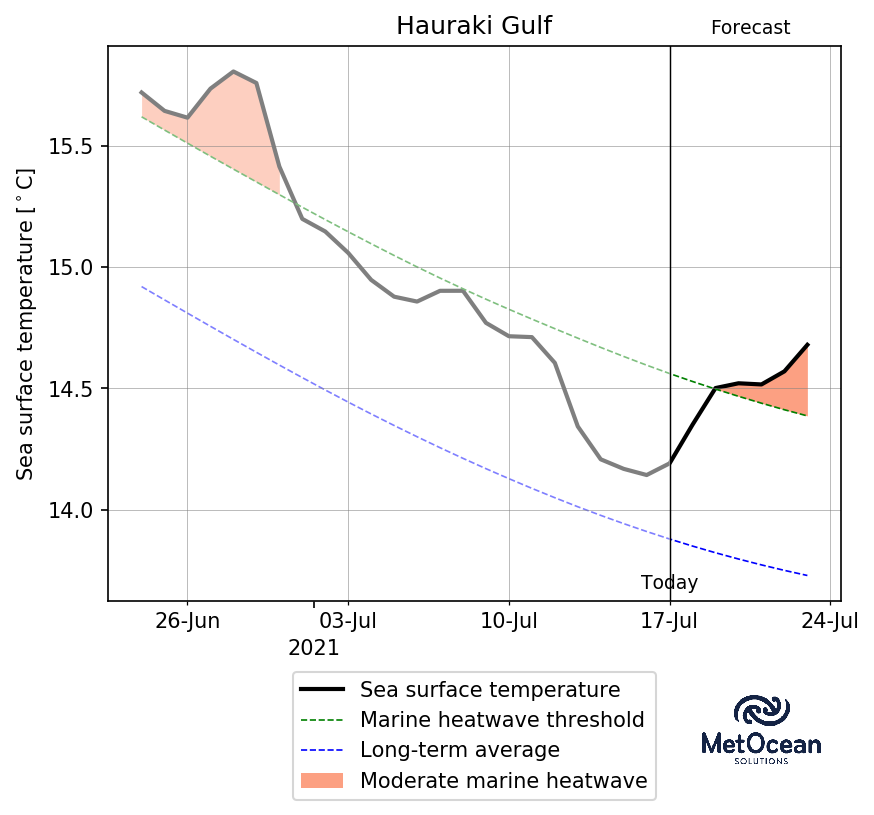 Hauraki Gulf
Forecast
Sea surface temperature [°C]
15.5
15.0
14.5
14.0
Today
26-Jun
03-Jul
10-Jul
17-Jul
24-Jul
2021
Sea surface temperature
Marine heatwave threshold
Long-term average
Moderate marine heatwave
MetOcean
SOLUTIONS